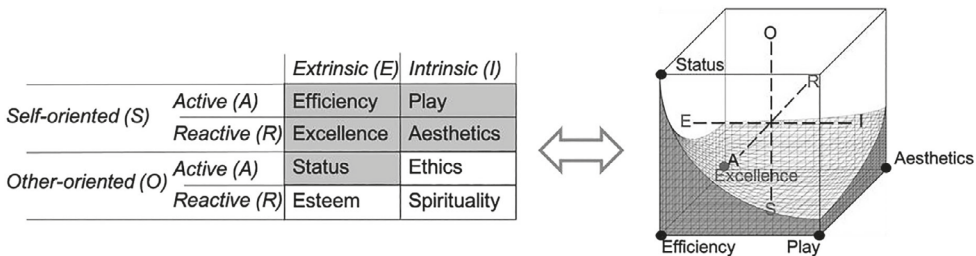 Extrinsic (E) Intrinsic (I)
Self-oriented (S) Active (A) Efficiency Play
Reactive (R) Excellence Aesthetics
Other-oriented (O) Active (A) Status Ethics
Reactive (R) Esteem Spirituality
O
Status
R
E I
A
Excellence
Aesthetics
S
Efficiency Play